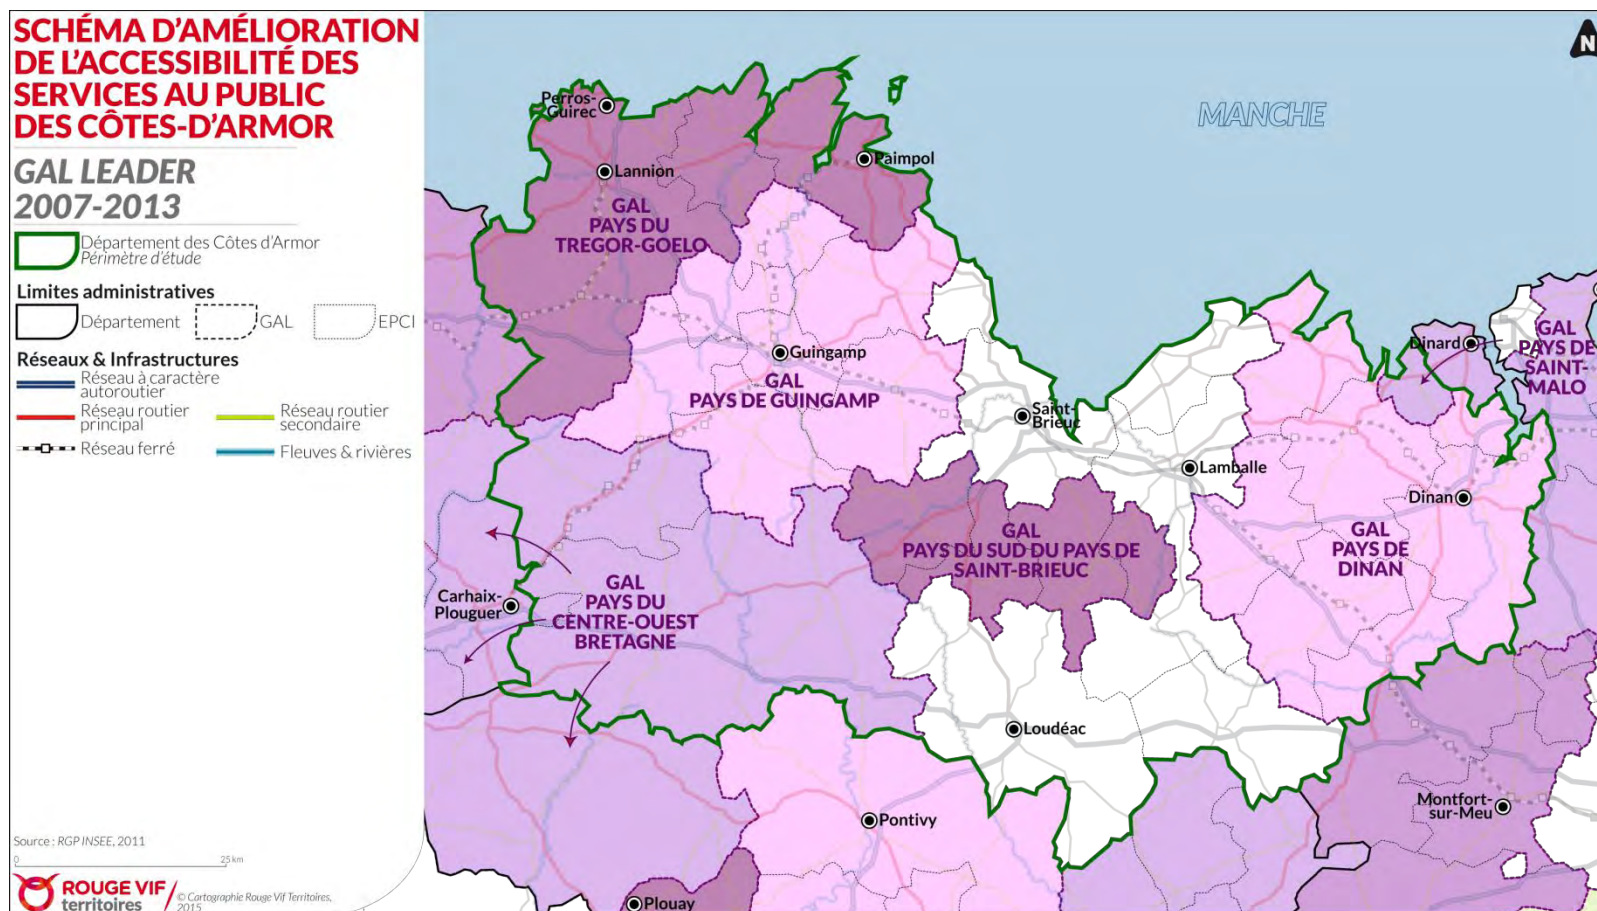 SCHÉMA D'AMÉLIORATION
DE L'ACCESSIBILITÉ DES
SERVICES AU PUBLIC
DES CÔTES-D'ARMOR
GAL LEADER
2007-2013
Département des Côtes d'Armor
Périmètre d'étude
Limites administratives
Département
GAL
EPCI
Réseaux & Infrastructures
Réseau à caractère
autoroutier
Réseau routier
principal
Réseau routier
secondaire
Réseau ferré
Fleuves & rivières
Source : RGP INSEE, 2011
0
25 km
ROUGE VIF
territoires
© Cartographie Rouge Vif Territoires,
2015
N
MANCHE
Perros-
Guirec
Lannion
Paimpol
GAL
PAYS DU
TREGOR-GOELO
Guingamp
GAL
PAYS DE GUINGAMP
Saint-
Brieuc
Lamballe
Dinard
GAL
PAYS DE
SAINT-
MALO
Dinan
GAL
PAYS DE
DINAN
GAL
PAYS DU SUD DU PAYS DE
SAINT-BRIEUC
Carhaix-
Plouguer
GAL
PAYS DU
CENTRE-OUEST
BRETAGNE
Loudéac
Pontivy
Montfort-
sur-Meu
Plouay